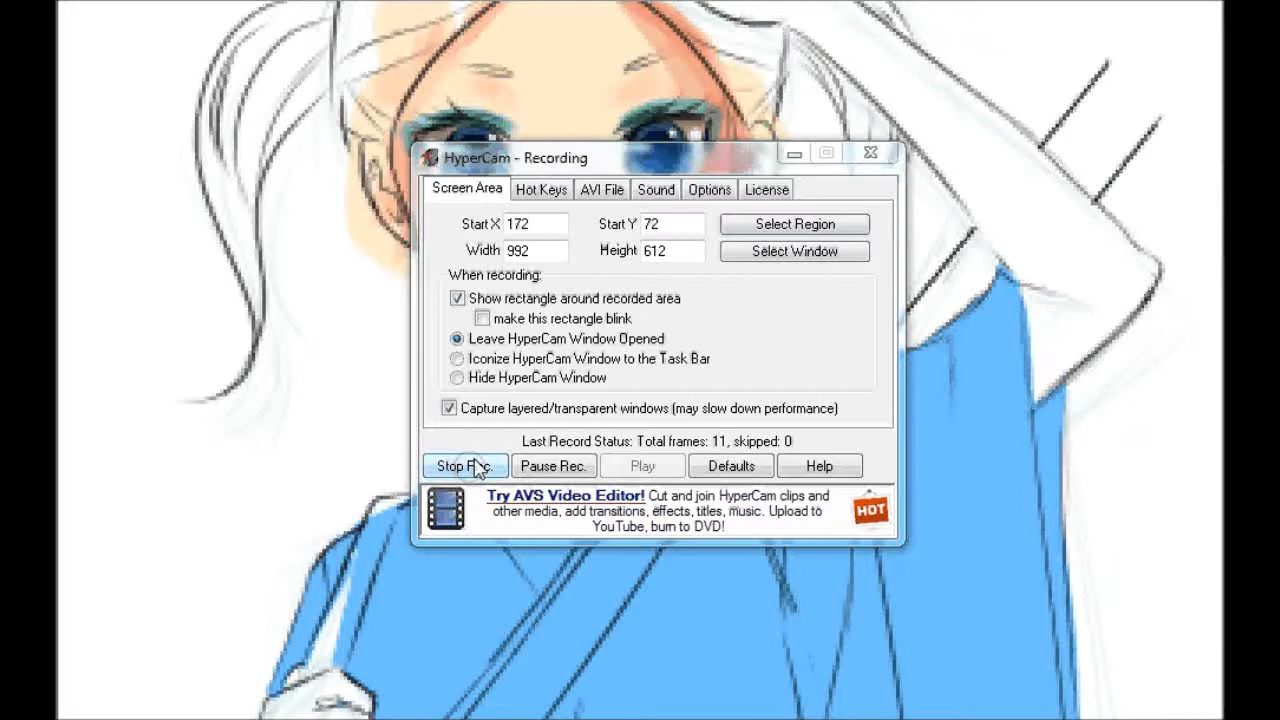 HyperCam - Recording
Screen Area Hot Keys AVI File Sound Options License
Start X 172 Start Y 72 Select Region
Width 992 Height 612 Select Window
When recording:
Show rectangle around recorded area
make this rectangle blink
Leave HyperCam Window Opened
Iconize HyperCam Window to the Task Bar
Hide HyperCam Window
Capture layered/transparent windows (may slow down performance)
Last Record Status: Total frames: 11, skipped: 0
Stop Rec. Pause Rec. Play Defaults Help
Try AVS Video Editor! Cut and join HyperCam clips and
other media, add transitions, effects, titles, music. Upload to
YouTube, burn to DVD!
HOT